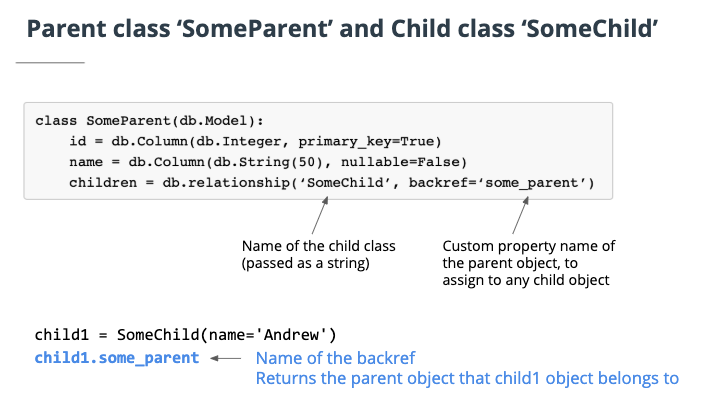 Parent class ‘SomeParent’ and Child class ‘SomeChild’
class SomeParent(db.Model):
    id = db.Column(db.Integer, primary_key=True)
    name = db.Column(db.String(50), nullable=False)
    children = db.relationship(‘SomeChild’, backref=‘some_parent’)
Name of the child class
(passed as a string)
Custom property name of
the parent object, to
assign to any child object
child1 = SomeChild(name='Andrew')
child1.some_parent
Name of the backref
Returns the parent object that child1 object belongs to